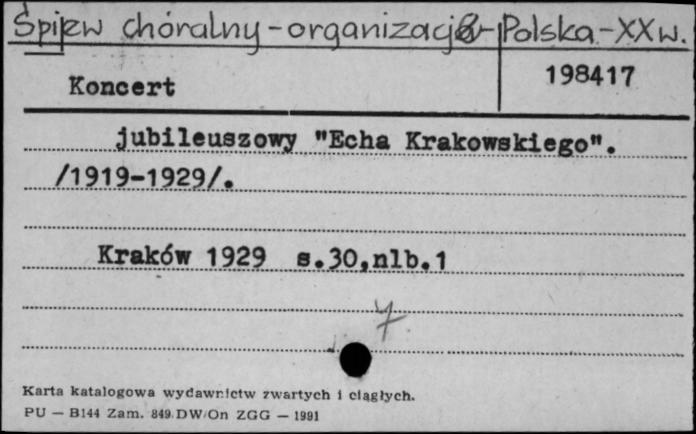 Śpiew chóralny - organizacje - Polska - XX w.
198417
Koncert
jubileuszowy "Echa Krakowskiego".
/1919-1929/.
Kraków 1929 s.30,nlb.1
7
Karta katalogowa wydawnictw zwartych i ciągłych.
PU — B144 Zam. 849 DW/On ZGG — 1991